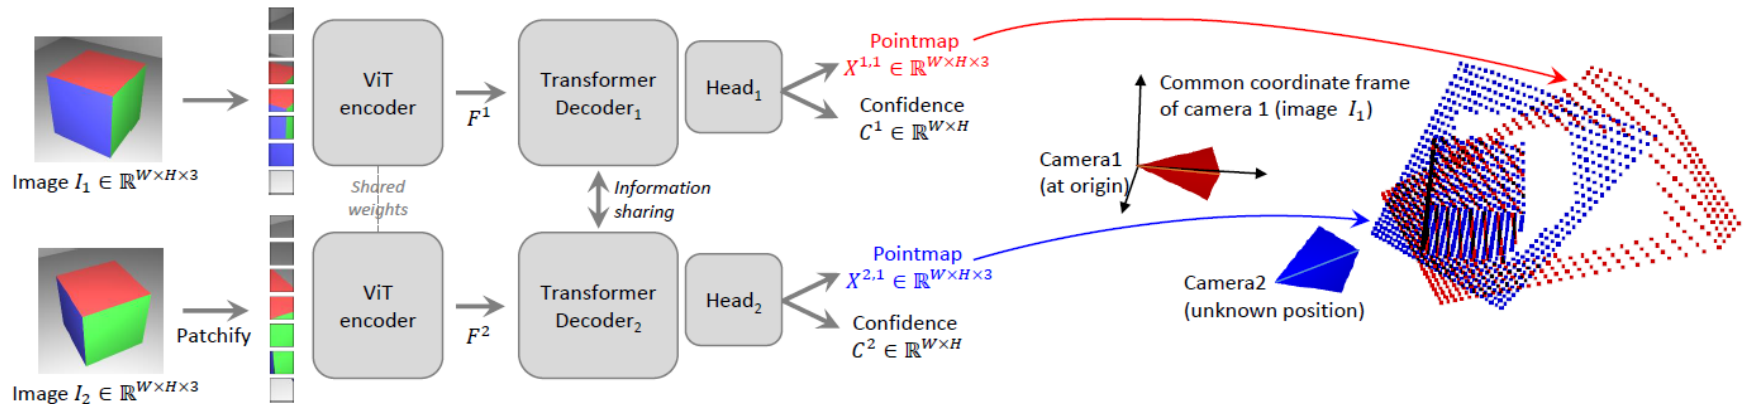 Image I₁ ∈ ℝ^{W×H×3}
ViT
encoder
F¹
Transformer
Decoder₁
Head₁
Pointmap
X^{1,1} ∈ ℝ^{W×H×3}
Confidence
C¹ ∈ ℝ^{W×H}
Shared
weights
Information
sharing
Patchify
Image I₂ ∈ ℝ^{W×H×3}
ViT
encoder
F²
Transformer
Decoder₂
Head₂
Pointmap
X^{2,1} ∈ ℝ^{W×H×3}
Confidence
C² ∈ ℝ^{W×H}
Common coordinate frame
of camera 1 (image I₁)
Camera1
(at origin)
Camera2
(unknown position)